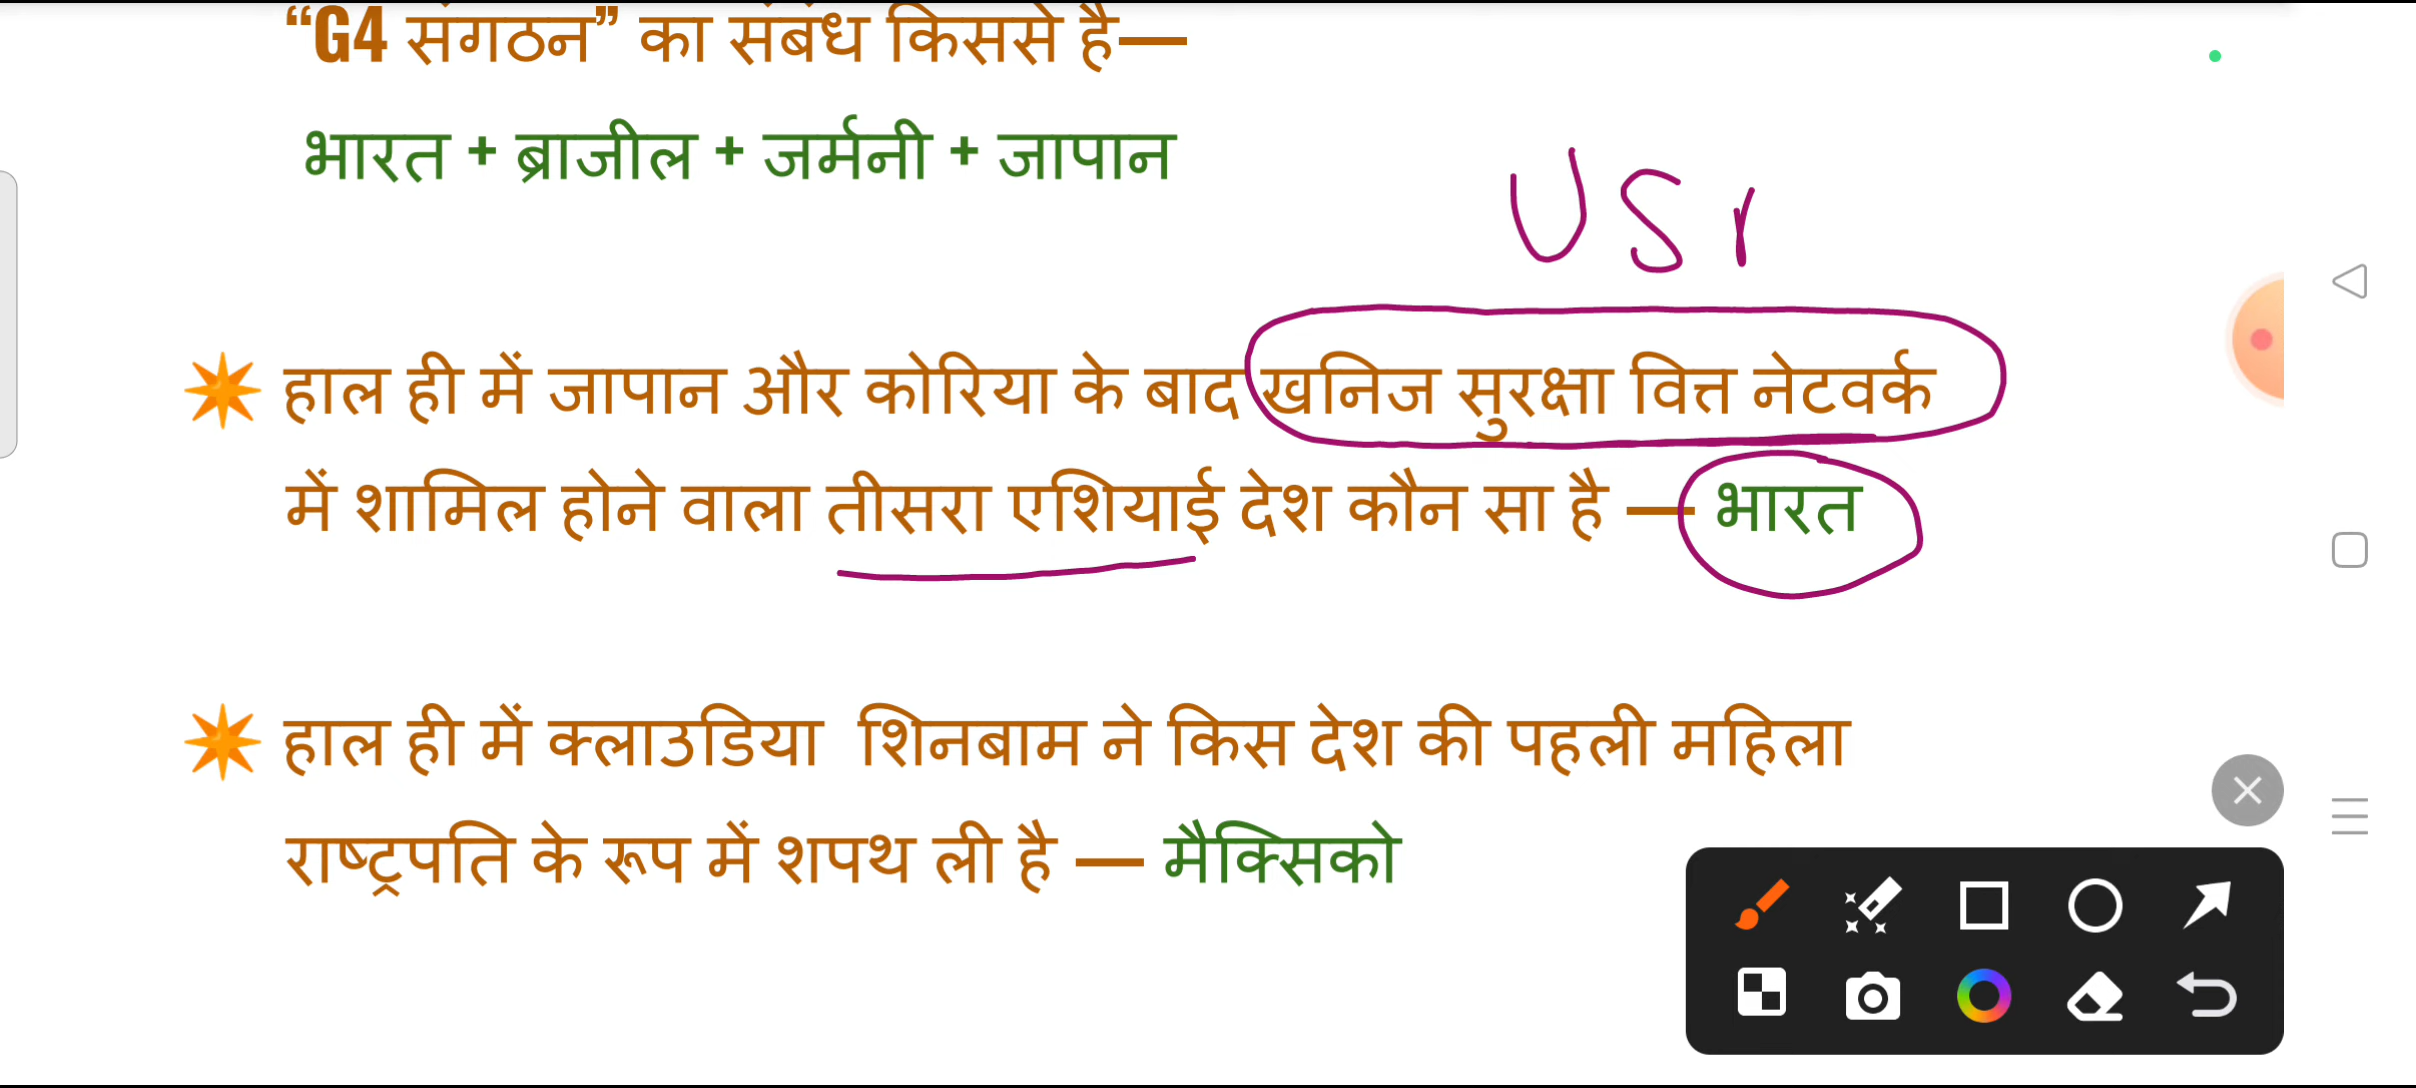 “G4 संगठन” का संबंध किससे है—
भारत + ब्राजील + जर्मनी + जापान
US
हाल ही में जापान और कोरिया के बाद खनिज सुरक्षा वित्त नेटवर्क
में शामिल होने वाला तीसरा एशियाई देश कौन सा है — भारत
हाल ही में क्लाउडिया शिनबाम ने किस देश की पहली महिला
राष्ट्रपति के रूप में शपथ ली है — मैक्सिको